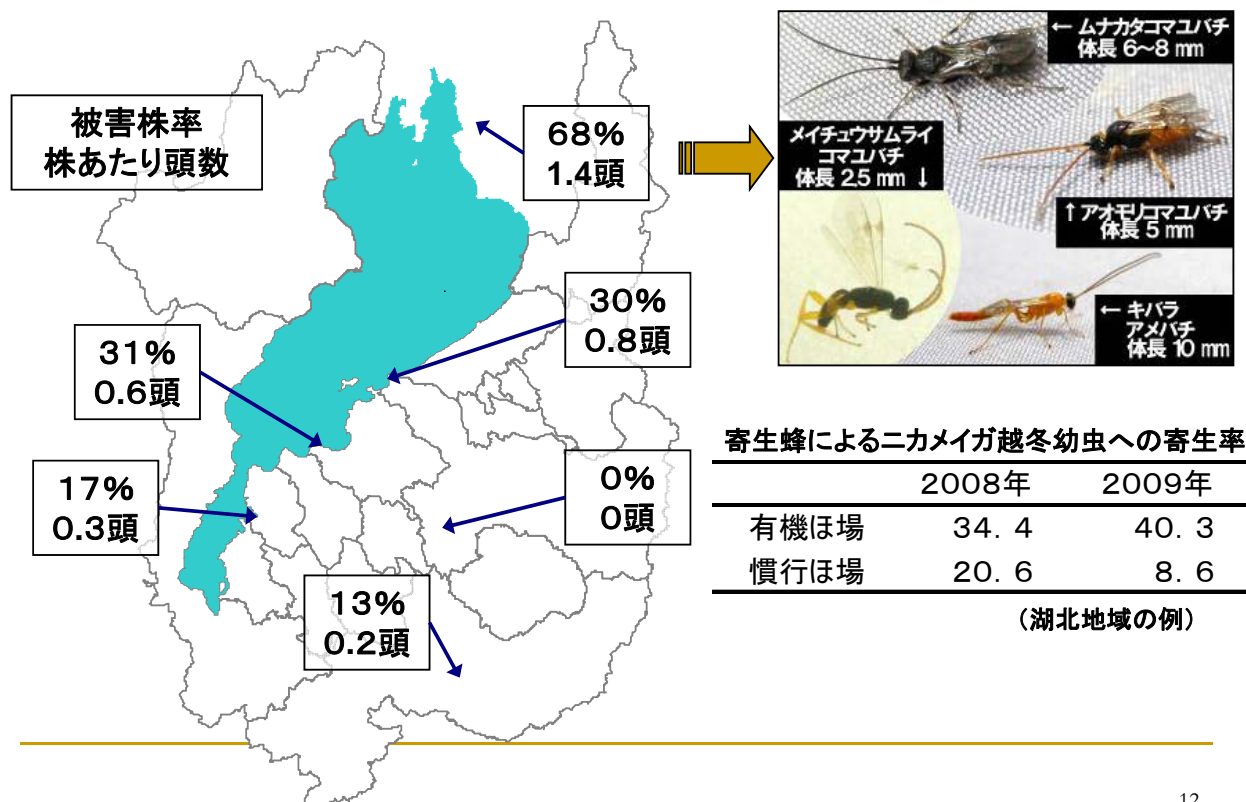 被害株率
株あたり頭数
68%
1.4頭
30%
0.8頭
31%
0.6頭
17%
0.3頭
0%
0頭
13%
0.2頭
← ムナカタコマユバチ
体長 6～8 mm
メイチュウサムライ
コマユバチ
体長 2.5 mm ↓
↑アオモリコマユバチ
体長 5 mm
← キバラ
アメバチ
体長 10 mm
寄生蜂によるニカメイガ越冬幼虫への寄生率
2008年 2009年
有機ほ場 34.4 40.3
慣行ほ場 20.6 8.6
（湖北地域の例）
12